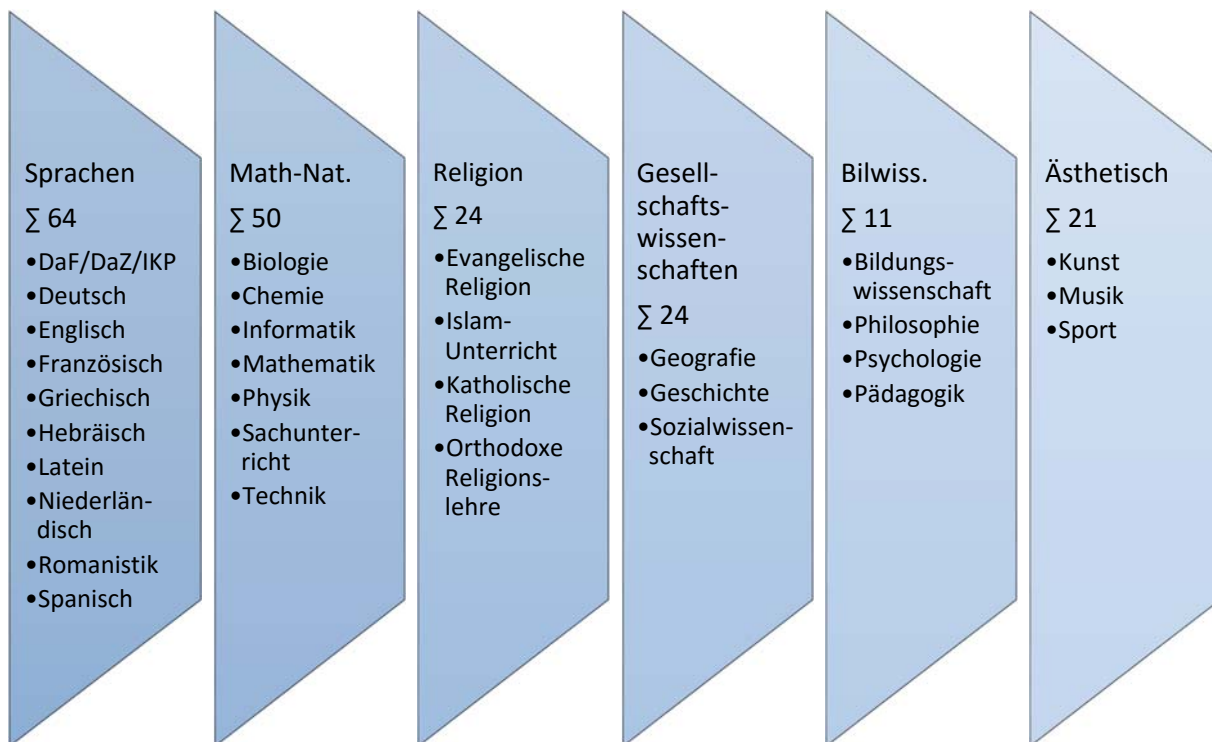 Sprachen
∑ 64
•DaF/DaZ/IKP
•Deutsch
•Englisch
•Französisch
•Griechisch
•Hebräisch
•Latein
•Niederlän-
disch
•Romanistik
•Spanisch
Math-Nat.
∑ 50
•Biologie
•Chemie
•Informatik
•Mathematik
•Physik
•Sachunter-
richt
•Technik
Religion
∑ 24
•Evangelische
Religion
•Islam-
Unterricht
•Katholische
Religion
•Orthodoxe
Religions-
lehre
Gesell-
schafts-
wissen-
schaften
∑ 24
•Geografie
•Geschichte
•Sozialwissen-
schaft
Bilwiss.
∑ 11
•Bildungs-
wissenschaft
•Philosophie
•Psychologie
•Pädagogik
Ästhetisch
∑ 21
•Kunst
•Musik
•Sport